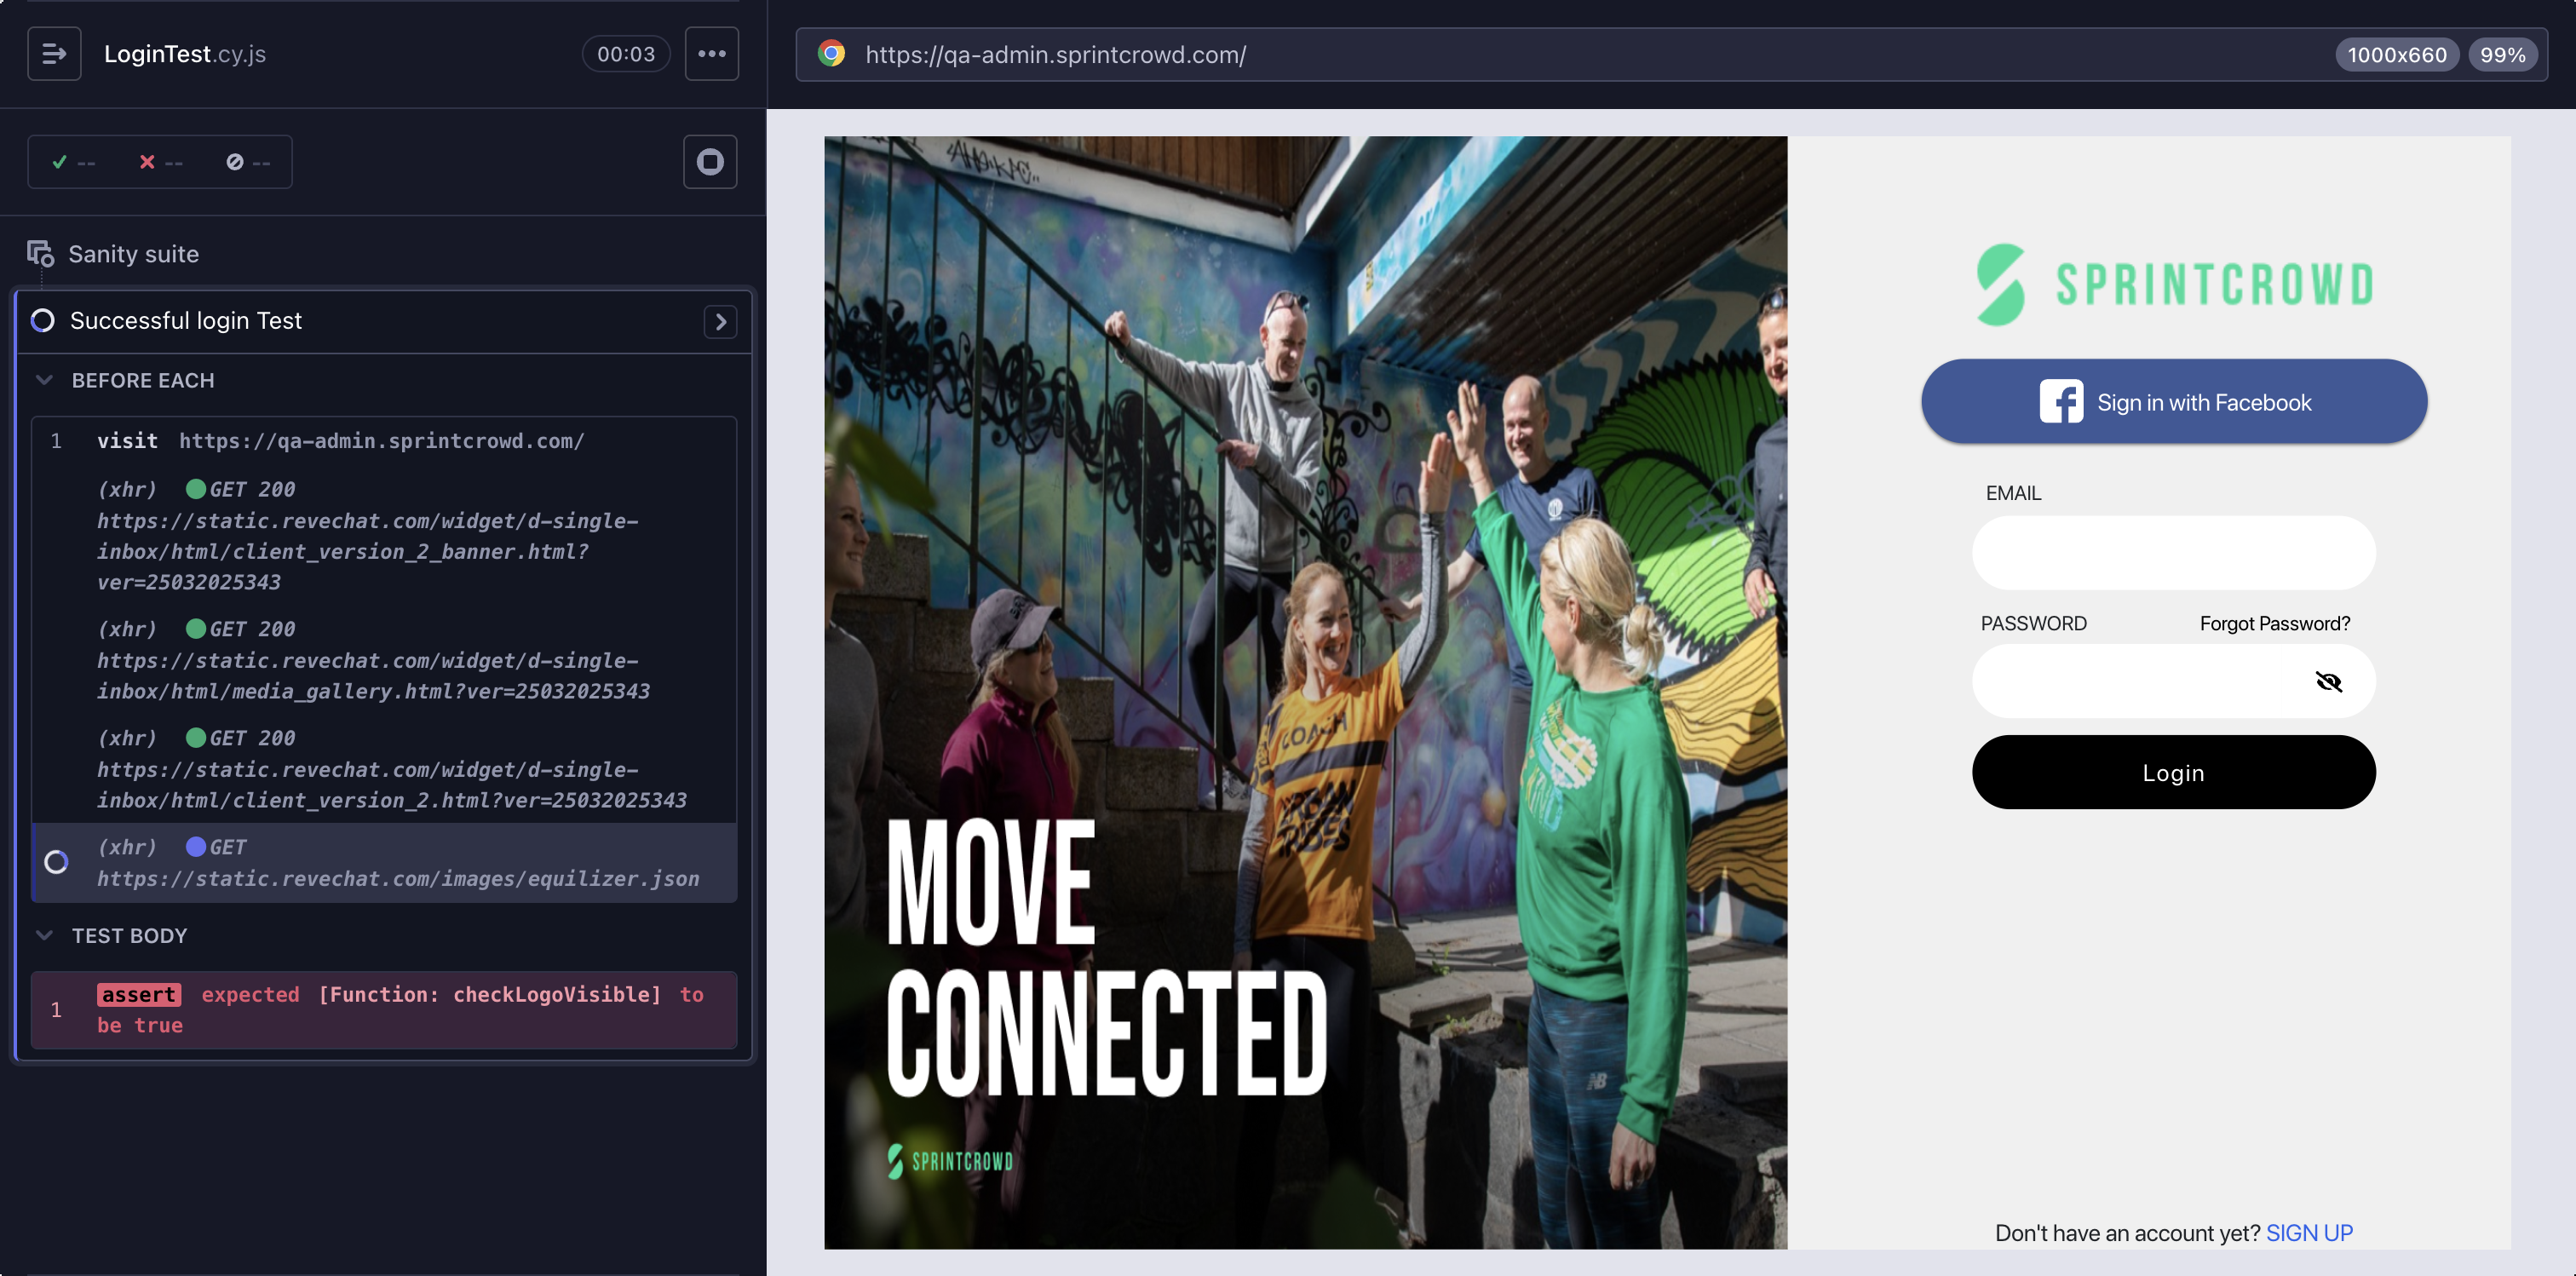 LoginTest.cy.js
00:03
https://qa-admin.sprintcrowd.com/
1000x660
99%
--
--
--
Sanity suite
Successful login Test
BEFORE EACH
1 visit https://qa-admin.sprintcrowd.com/
(xhr) GET 200
https://static.revechat.com/widget/d-single-
inbox/html/client_version_2_banner.html?
ver=25032025343
(xhr) GET 200
https://static.revechat.com/widget/d-single-
inbox/html/media_gallery.html?ver=25032025343
(xhr) GET 200
https://static.revechat.com/widget/d-single-
inbox/html/client_version_2.html?ver=25032025343
(xhr) GET
https://static.revechat.com/images/equilizer.json
TEST BODY
1 assert expected [Function: checkLogoVisible] to
be true
COACH
MOVE
CONNECTED
SPRINTCROWD
NB
SPRINTCROWD
Sign in with Facebook
EMAIL
PASSWORD
Forgot Password?
Login
Don't have an account yet? SIGN UP